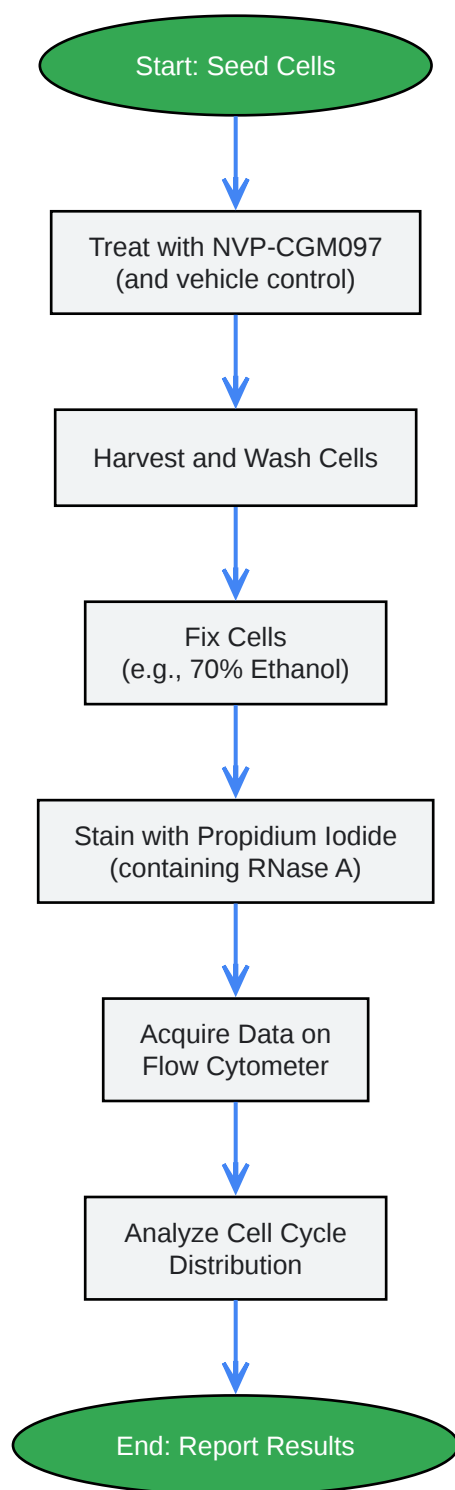 Start: Seed Cells
Treat with NVP-CGM097
(and vehicle control)
Harvest and Wash Cells
Fix Cells
(e.g., 70% Ethanol)
Stain with Propidium Iodide
(containing RNase A)
Acquire Data on
Flow Cytometer
Analyze Cell Cycle
Distribution
End: Report Results